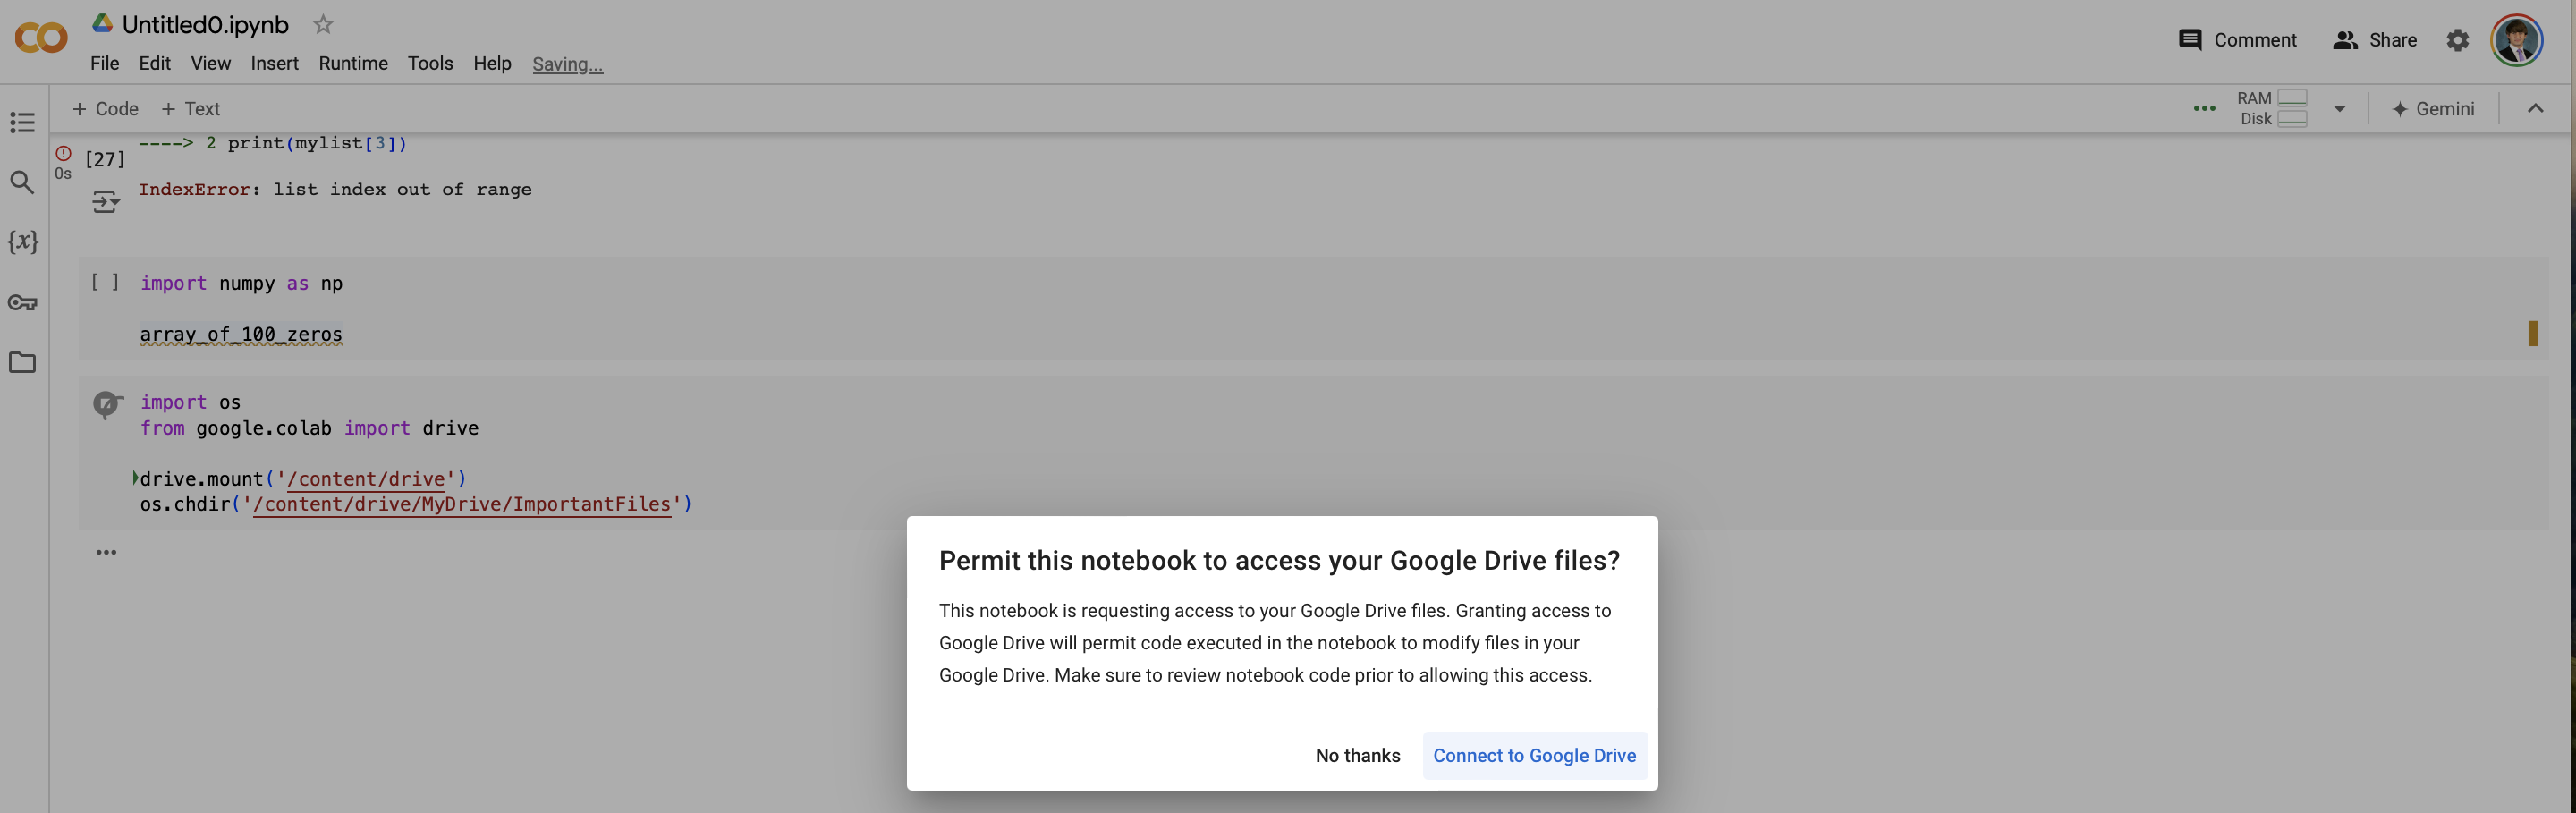 Untitled0.ipynb
File Edit View Insert Runtime Tools Help Saving...
Comment
Share
+ Code + Text
RAM
Disk
Gemini
[27]
0s
----> 2 print(mylist[3])
IndexError: list index out of range
{x}
[ ] import numpy as np
array_of_100_zeros
import os
from google.colab import drive
drive.mount('/content/drive')
os.chdir('/content/drive/MyDrive/ImportantFiles')
Permit this notebook to access your Google Drive files?
This notebook is requesting access to your Google Drive files. Granting access to
Google Drive will permit code executed in the notebook to modify files in your
Google Drive. Make sure to review notebook code prior to allowing this access.
No thanks
Connect to Google Drive